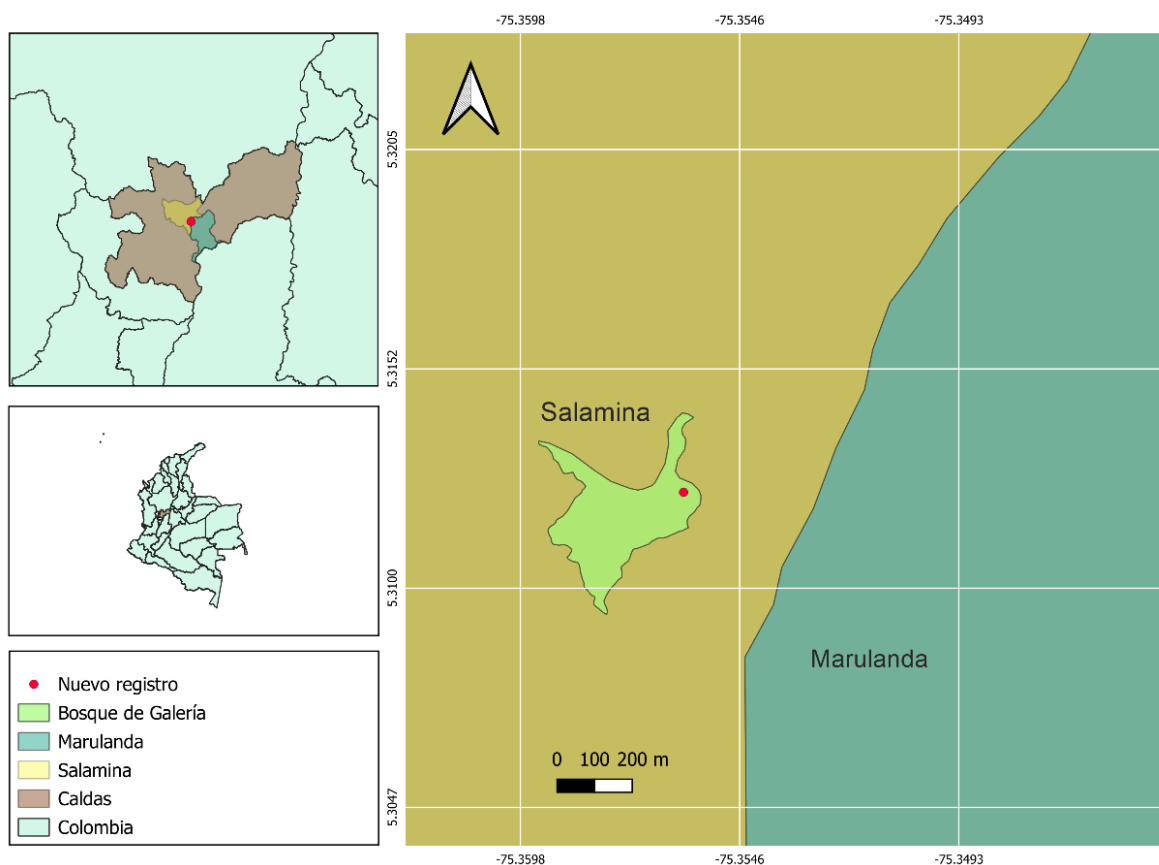 -75.3598 -75.3546 -75.3493
5.3205
5.3152
Salamina
5.3100
Marulanda
0 100 200 m
5.3047
-75.3598 -75.3546 -75.3493
Nuevo registro
Bosque de Galería
Marulanda
Salamina
Caldas
Colombia